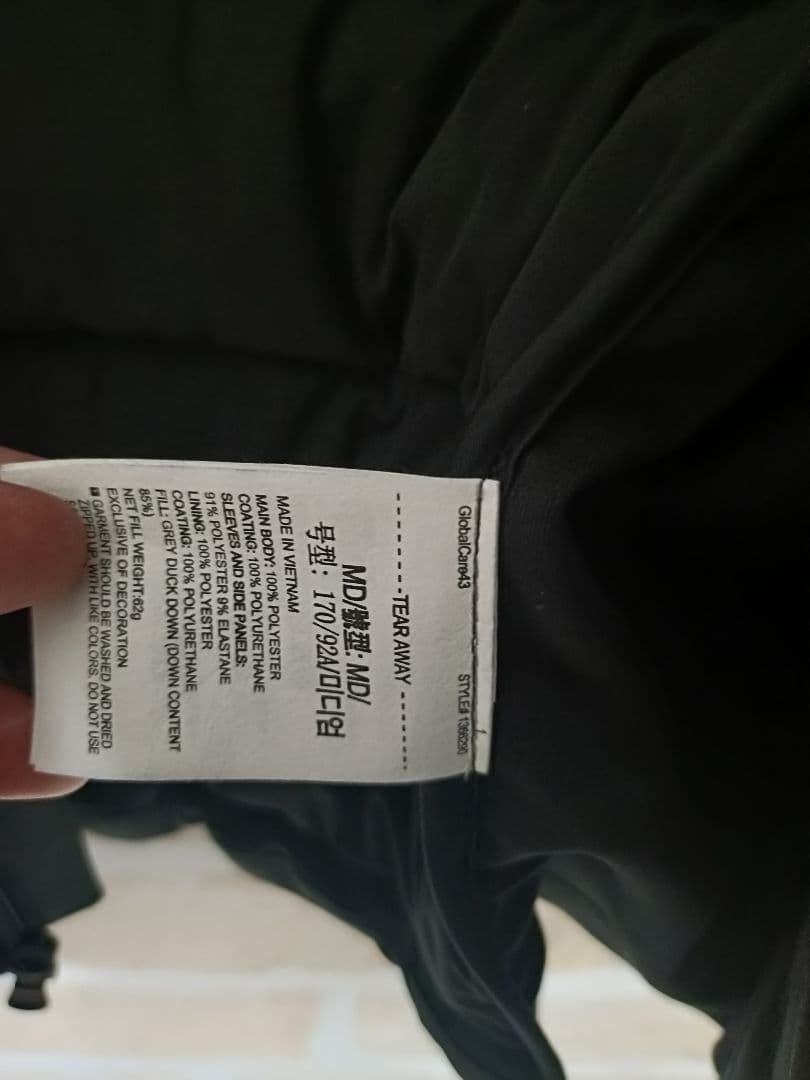 GlobalCare43 STYLE# 1366290
---------TEAR AWAY --------
MD/號型: MD/
号型: 170/92A/미디엄
MADE IN VIETNAM
MAIN BODY: 100% POLYESTER
COATING: 100% POLYURETHANE
SLEEVES AND SIDE PANELS:
91% POLYESTER 9% ELASTANE
LINING: 100% POLYESTER
COATING: 100% POLYURETHANE
FILL: GREY DUCK DOWN (DOWN CONTENT
85%)
NET FILL WEIGHT:62g
EXCLUSIVE OF DECORATION
GARMENT SHOULD BE WASHED AND DRIED
ZIPPED UP, WITH LIKE COLORS, DO NOT USE